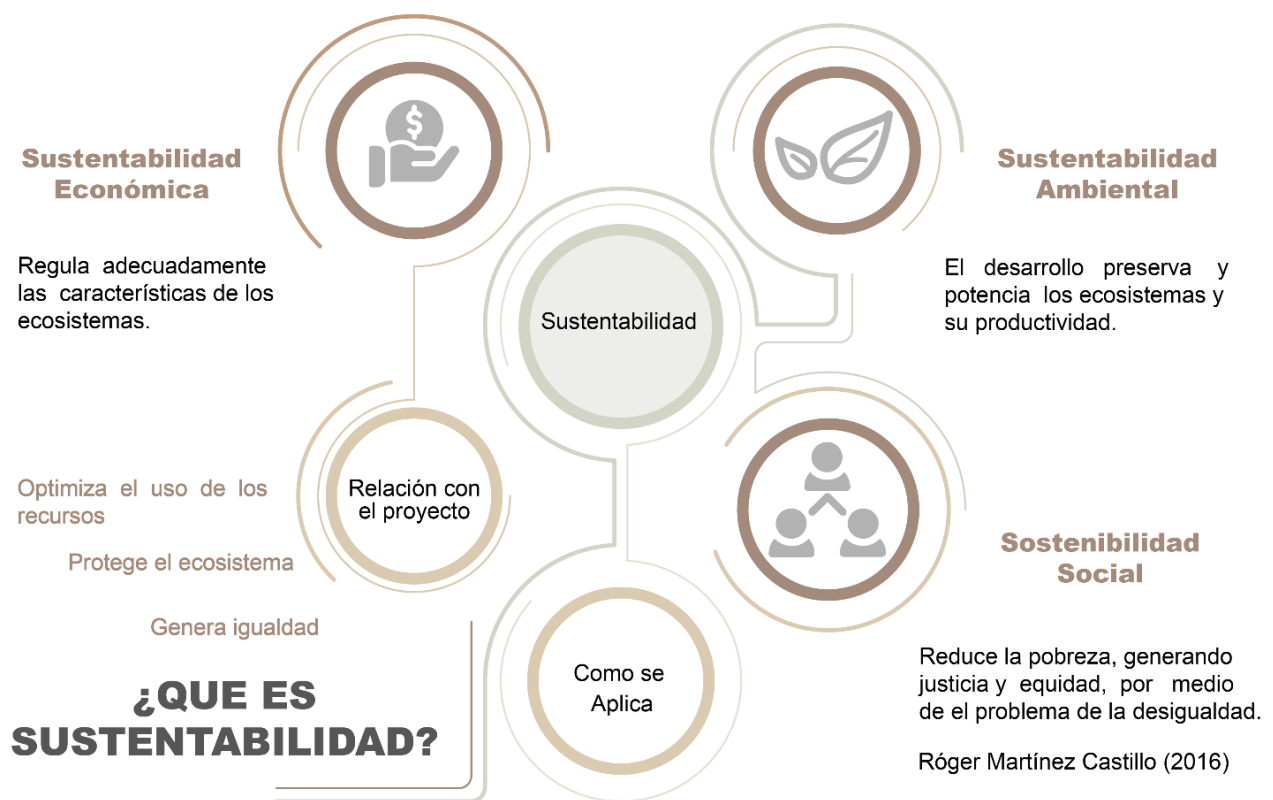 Sustentabilidad
Económica
Regula adecuadamente
las características de los
ecosistemas.
$
Sustentabilidad
Sustentabilidad
Ambiental
El desarrollo preserva y
potencia los ecosistemas y
su productividad.
Relación con
el proyecto
Optimiza el uso de los
recursos
Protege el ecosistema
Genera igualdad
Sostenibilidad
Social
Reduce la pobreza, generando
justicia y equidad, por medio
de el problema de la desigualdad.
Róger Martínez Castillo (2016)
Como se
Aplica
¿QUE ES
SUSTENTABILIDAD?